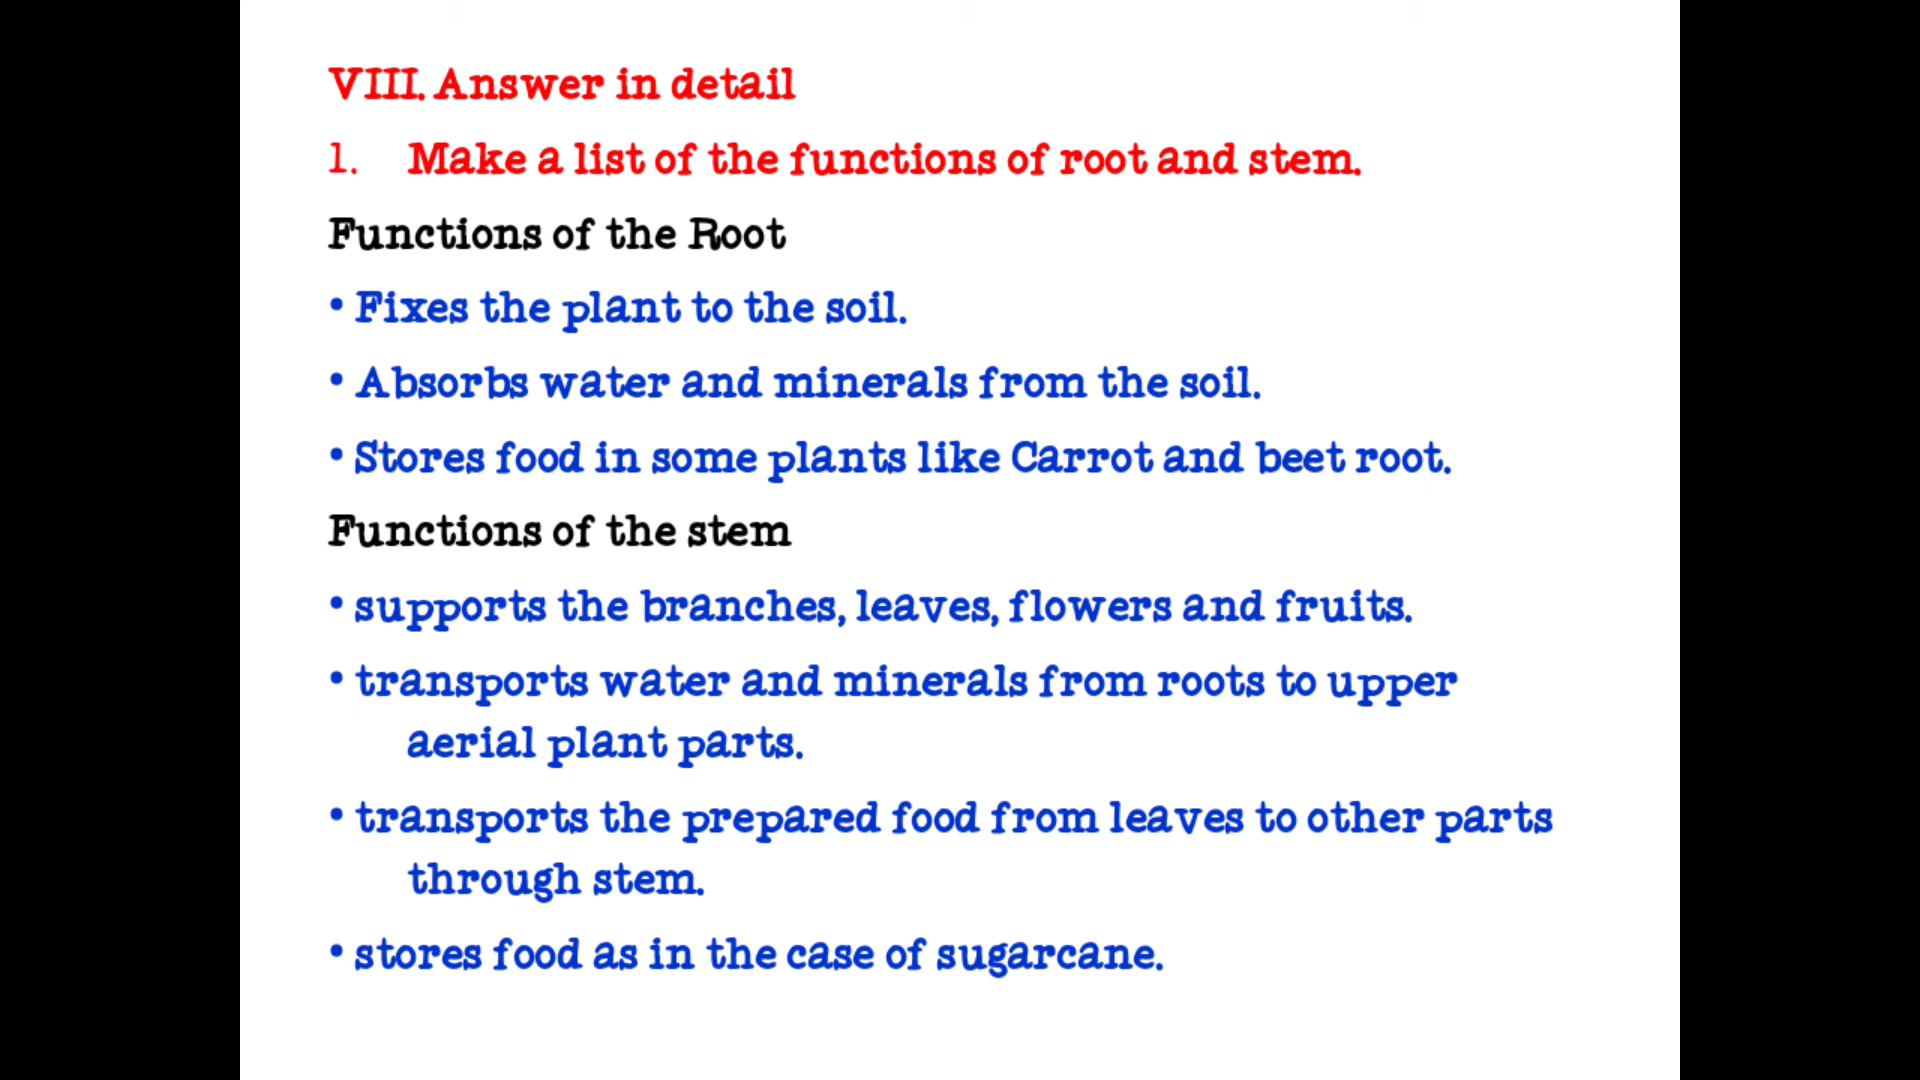 VIII. Answer in detail
1. Make a list of the functions of root and stem.
Functions of the Root
• Fixes the plant to the soil.
• Absorbs water and minerals from the soil.
• Stores food in some plants like Carrot and beet root.
Functions of the stem
• supports the branches, leaves, flowers and fruits.
• transports water and minerals from roots to upper
aerial plant parts.
• transports the prepared food from leaves to other parts
through stem.
• stores food as in the case of sugarcane.